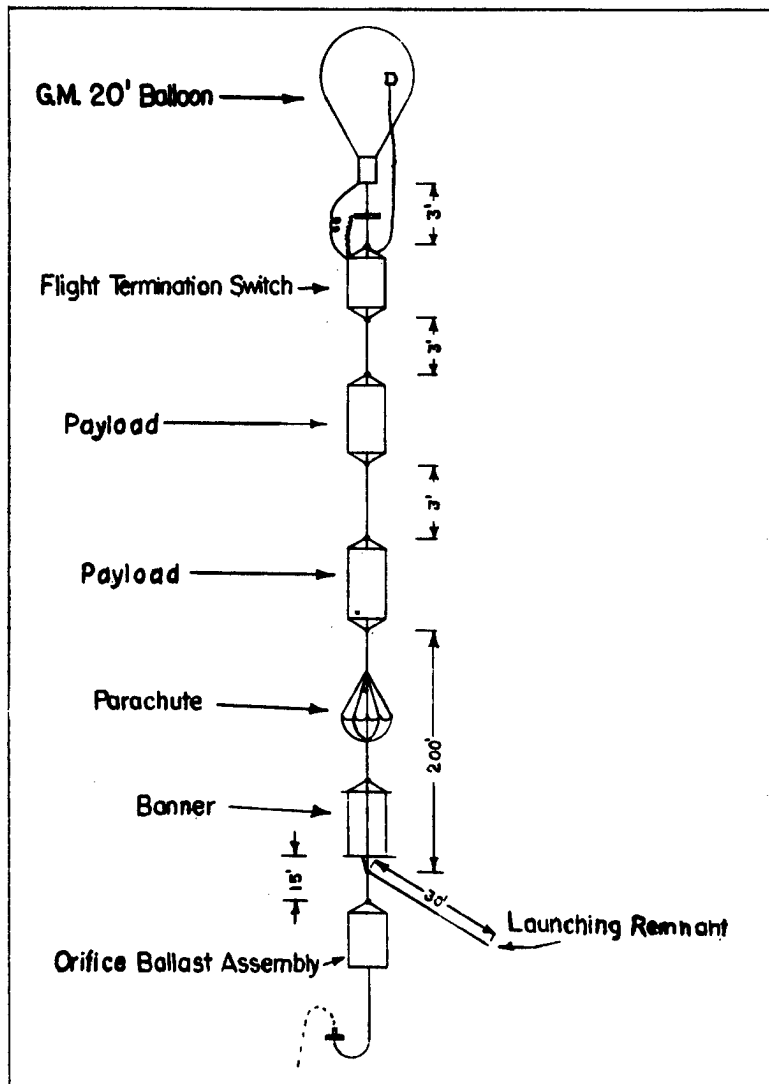 G.M. 20' Balloon
D
3'
Flight Termination Switch
3'
Payload
3'
Payload
Parachute
200'
Banner
15'
30'
Launching Remnant
Orifice Ballast Assembly